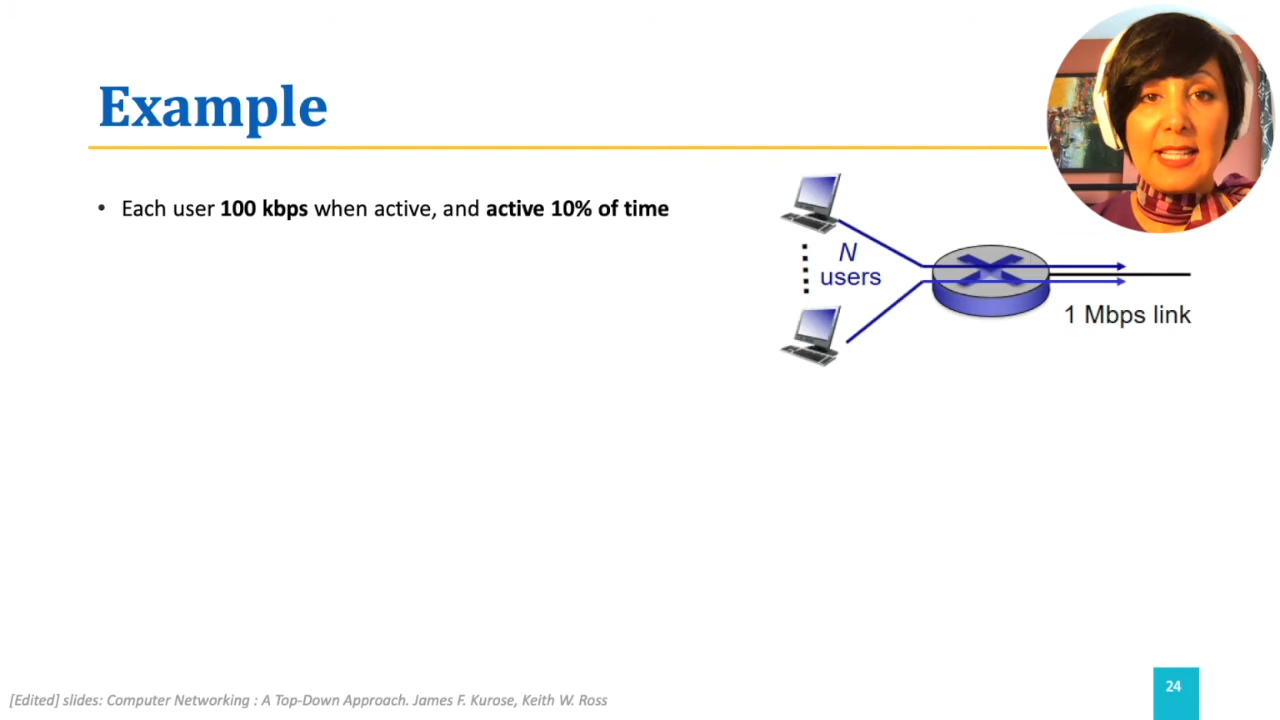 Example
• Each user 100 kbps when active, and active 10% of time
N
users
1 Mbps link
[Edited] slides: Computer Networking : A Top-Down Approach. James F. Kurose, Keith W. Ross
24